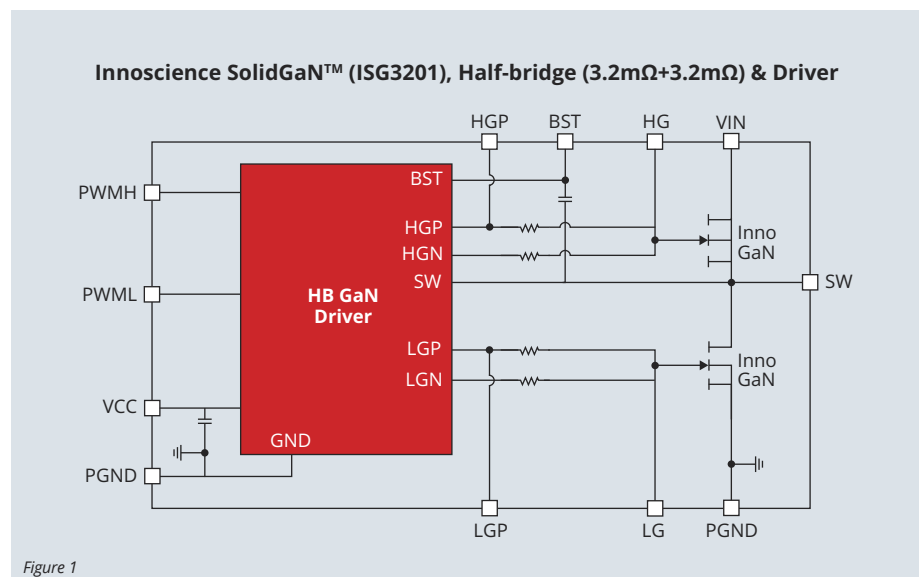 Innoscience SolidGaN™ (ISG3201), Half-bridge (3.2mΩ+3.2mΩ) & Driver
HGP BST HG VIN
PWMH
BST
HGP
HGN
SW
Inno
GaN
SW
PWML
HB GaN
Driver
LGP
LGN
Inno
GaN
VCC
GND
PGND
LGP LG PGND
Figure 1